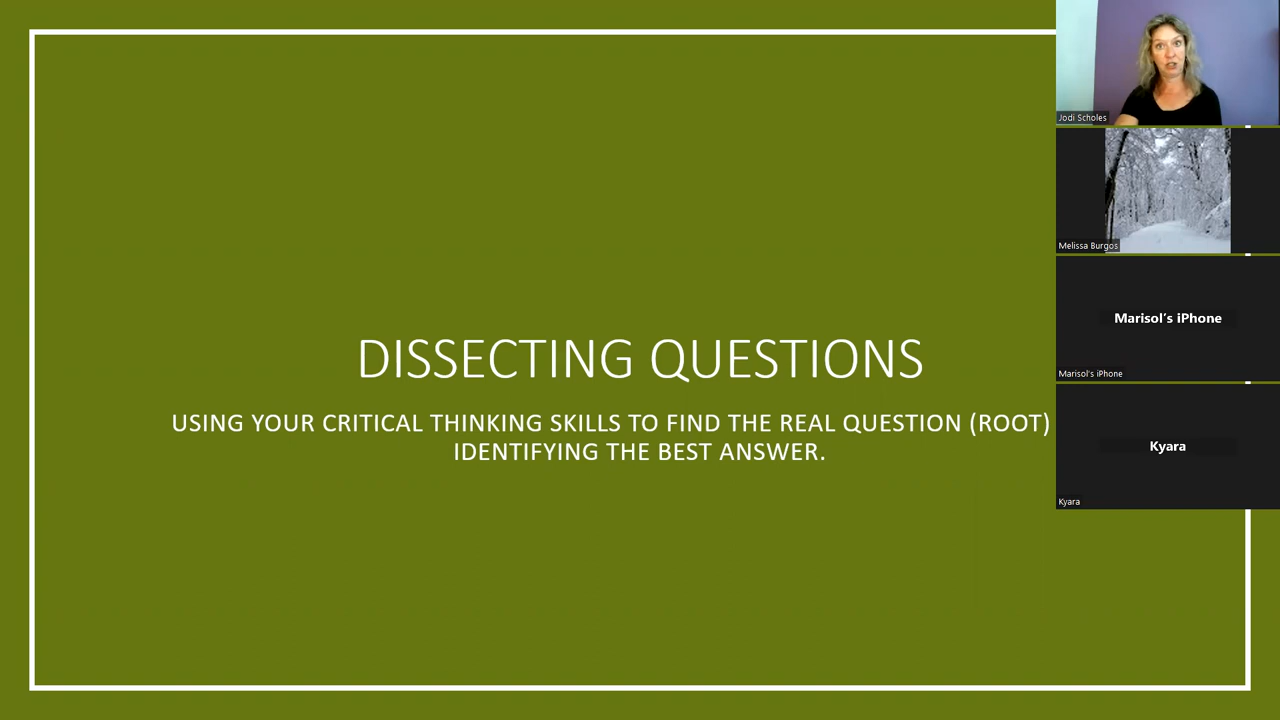 DISSECTING QUESTIONS
USING YOUR CRITICAL THINKING SKILLS TO FIND THE REAL QUESTION (ROOT)
IDENTIFYING THE BEST ANSWER.
Jodi Scholes
Melissa Burgos
Marisol's iPhone
Marisol's iPhone
Kyara
Kyara